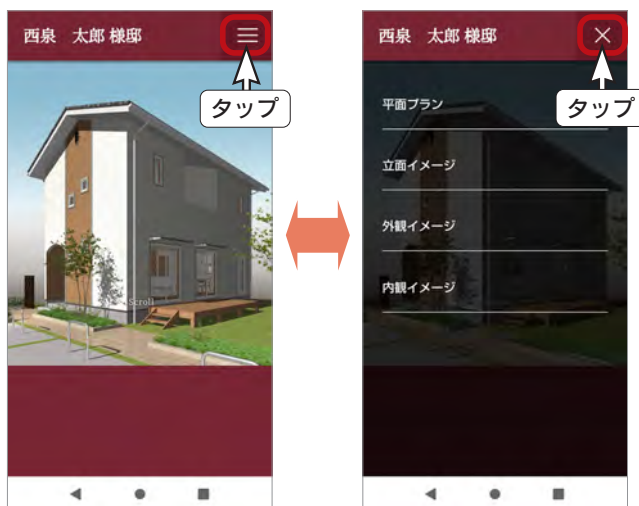 西泉 太郎 様邸
タップ
Scroll
西泉 太郎 様邸
タップ
平面プラン
立面イメージ
外観イメージ
内観イメージ